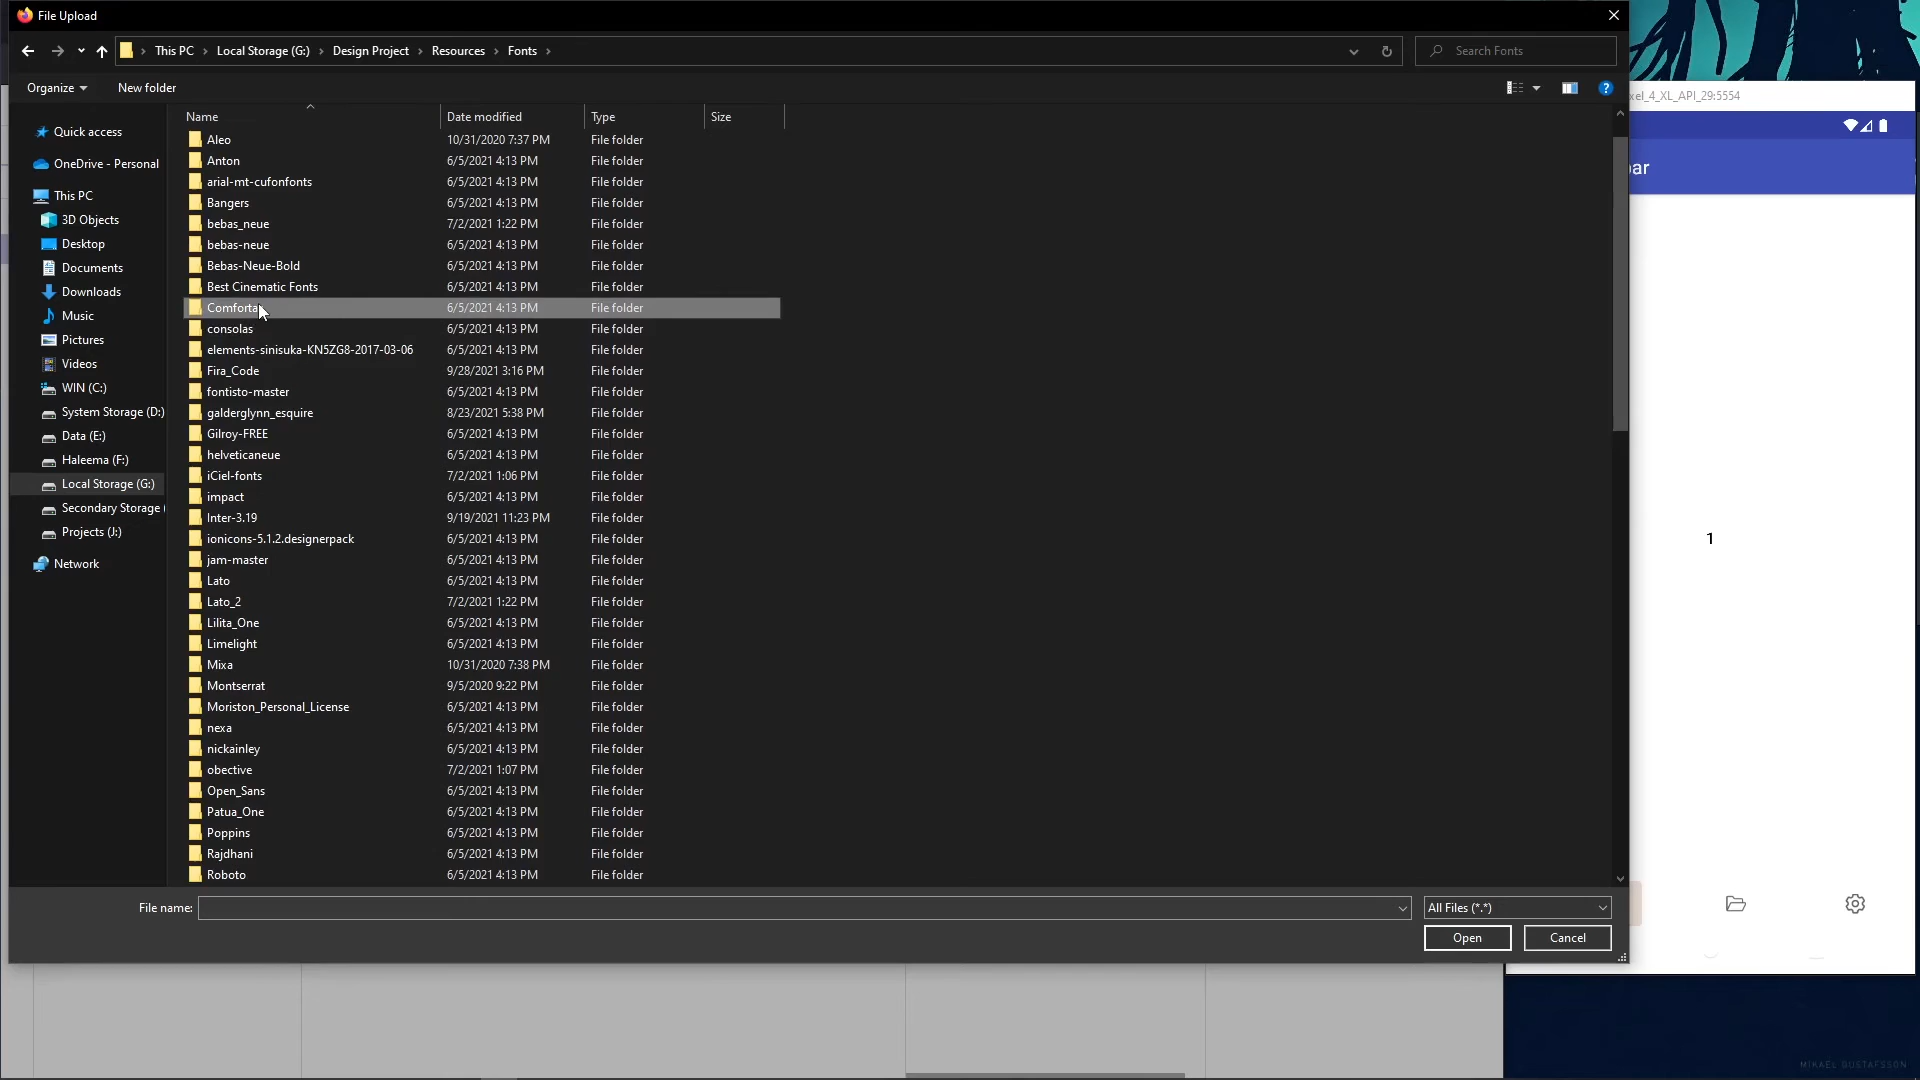 File Upload
This PC > Local Storage (G:) > Design Project > Resources > Fonts >
Search Fonts
xel_4_XL_API_29:5554
Organize
New folder
?
bar
Name Date modified Type Size
Quick access
OneDrive - Personal
This PC
3D Objects
Desktop
Documents
Downloads
Music
Pictures
Videos
WIN (C:)
System Storage (D:)
Data (E:)
Haleema (F:)
Local Storage (G:)
Secondary Storage (
Projects (J:)
Network
Aleo 10/31/2020 7:37 PM File folder
Anton 6/5/2021 4:13 PM File folder
arial-mt-cufonfonts 6/5/2021 4:13 PM File folder
Bangers 6/5/2021 4:13 PM File folder
bebas_neue 7/2/2021 1:22 PM File folder
bebas-neue 6/5/2021 4:13 PM File folder
Bebas-Neue-Bold 6/5/2021 4:13 PM File folder
Best Cinematic Fonts 6/5/2021 4:13 PM File folder
Comforta 6/5/2021 4:13 PM File folder
consolas 6/5/2021 4:13 PM File folder
elements-sinisuka-KN5ZG8-2017-03-06 6/5/2021 4:13 PM File folder
Fira_Code 9/28/2021 3:16 PM File folder
fontisto-master 6/5/2021 4:13 PM File folder
galderglynn_esquire 8/23/2021 5:38 PM File folder
Gilroy-FREE 6/5/2021 4:13 PM File folder
helveticaneue 6/5/2021 4:13 PM File folder
iCiel-fonts 7/2/2021 1:06 PM File folder
impact 6/5/2021 4:13 PM File folder
Inter-3.19 9/19/2021 11:23 PM File folder
ionicons-5.1.2.designerpack 6/5/2021 4:13 PM File folder
jam-master 6/5/2021 4:13 PM File folder
Lato 6/5/2021 4:13 PM File folder
Lato_2 7/2/2021 1:22 PM File folder
Lilita_One 6/5/2021 4:13 PM File folder
Limelight 6/5/2021 4:13 PM File folder
Mixa 10/31/2020 7:38 PM File folder
Montserrat 9/5/2020 9:22 PM File folder
Moriston_Personal_License 6/5/2021 4:13 PM File folder
nexa 6/5/2021 4:13 PM File folder
nickainley 6/5/2021 4:13 PM File folder
obective 7/2/2021 1:07 PM File folder
Open_Sans 6/5/2021 4:13 PM File folder
Patua_One 6/5/2021 4:13 PM File folder
Poppins 6/5/2021 4:13 PM File folder
Rajdhani 6/5/2021 4:13 PM File folder
Roboto 6/5/2021 4:13 PM File folder
1
File name:
All Files (*.*)
Open
Cancel
MIKAEL GUSTAFSSON